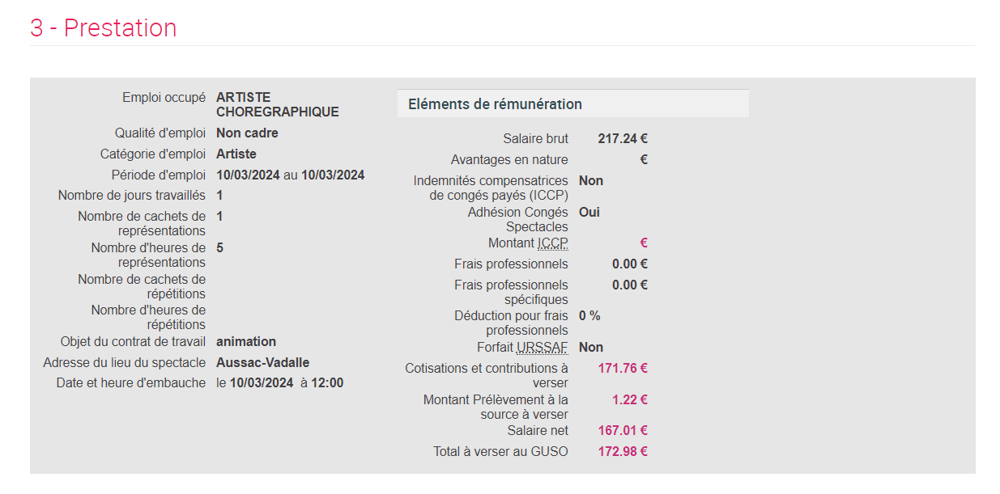 3 - Prestation
Emploi occupé ARTISTE
CHOREGRAPHIQUE
Qualité d'emploi Non cadre
Catégorie d'emploi Artiste
Période d'emploi 10/03/2024 au 10/03/2024
Nombre de jours travaillés 1
Nombre de cachets de 1
représentations
Nombre d'heures de 5
représentations
Nombre de cachets de
répétitions
Nombre d'heures de
répétitions
Objet du contrat de travail animation
Adresse du lieu du spectacle Aussac-Vadalle
Date et heure d'embauche le 10/03/2024 à 12:00
Eléments de rémunération
Salaire brut 217.24 €
Avantages en nature €
Indemnités compensatrices Non
de congés payés (ICCP)
Adhésion Congés Oui
Spectacles
Montant ICCP €
Frais professionnels 0.00 €
Frais professionnels 0.00 €
spécifiques
Déduction pour frais 0 %
professionnels
Forfait URSSAF Non
Cotisations et contributions à 171.76 €
verser
Montant Prélèvement à la 1.22 €
source à verser
Salaire net 167.01 €
Total à verser au GUSO 172.98 €